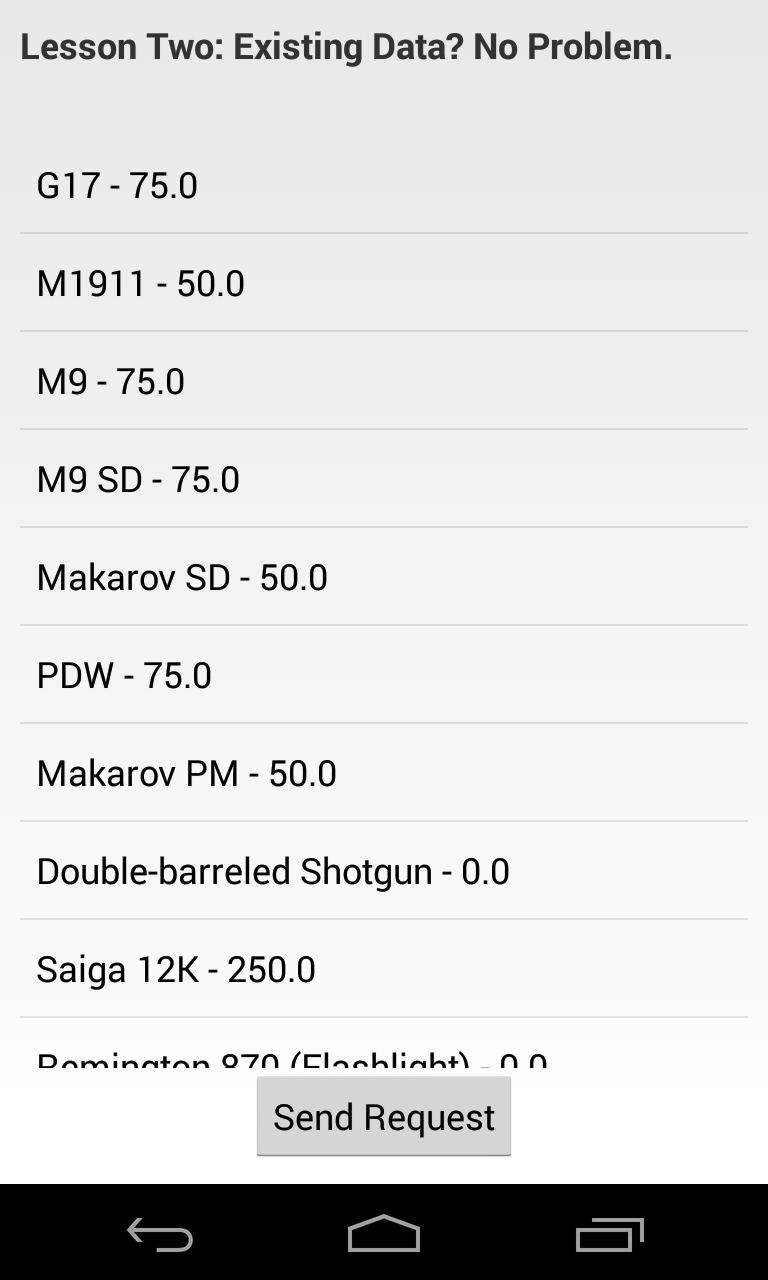 Lesson Two: Existing Data? No Problem.
G17 - 75.0
M1911 - 50.0
M9 - 75.0
M9 SD - 75.0
Makarov SD - 50.0
PDW - 75.0
Makarov PM - 50.0
Double-barreled Shotgun - 0.0
Saiga 12K - 250.0
Remington 870 (Flashlight) - 0.0
Send Request